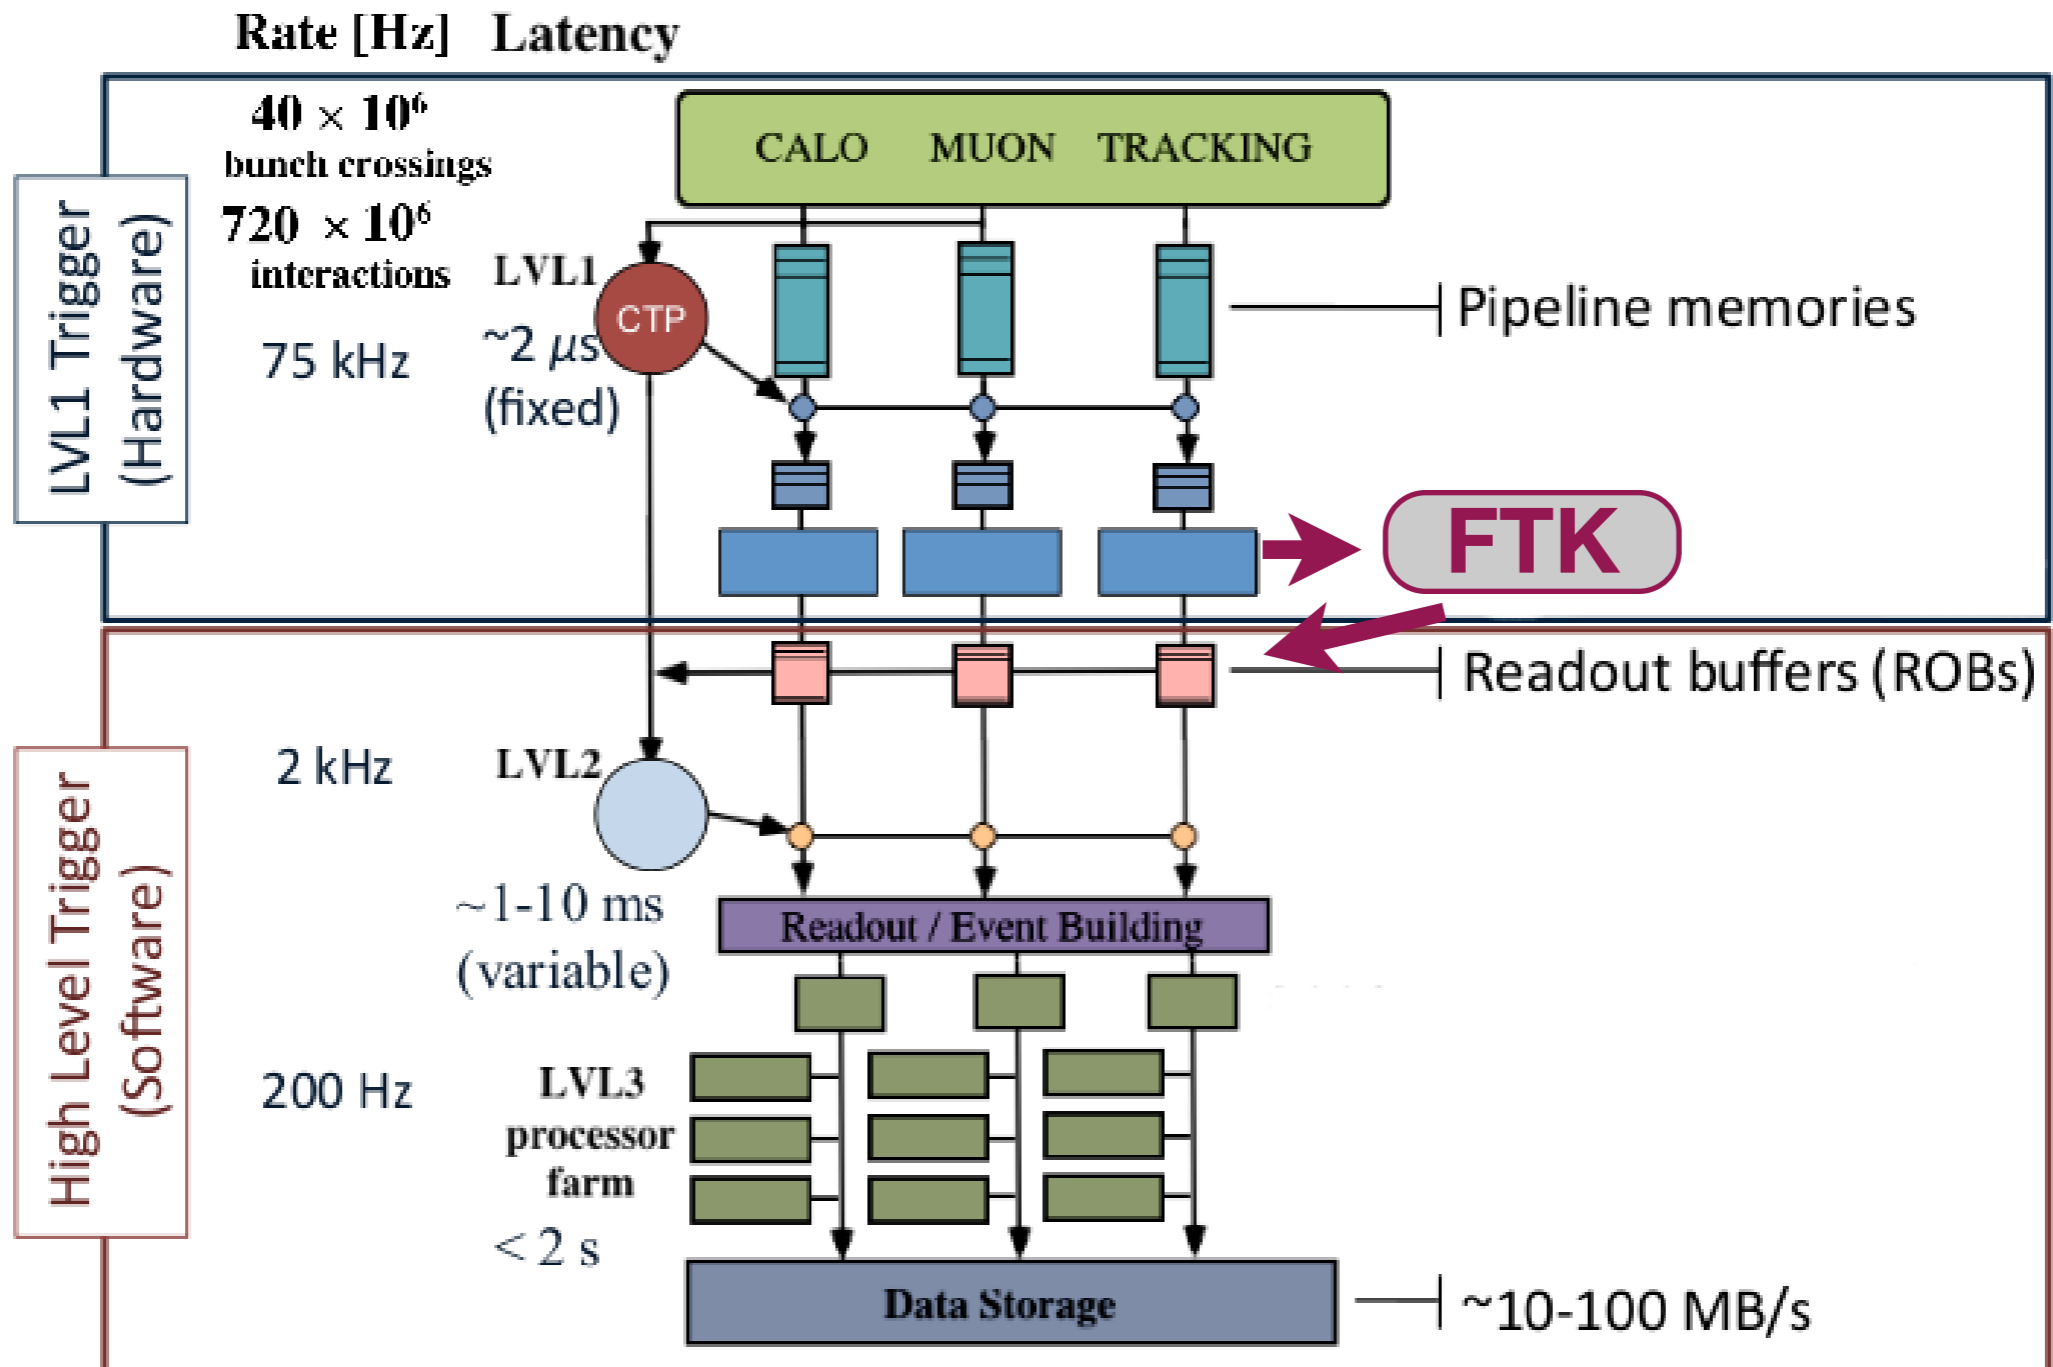 Rate [Hz] Latency
40 × 10⁶
bunch crossings
720 × 10⁶
interactions
CALO MUON TRACKING
LVL1 Trigger
(Hardware)
LVL1
CTP
~2 µs
(fixed)
75 kHz
Pipeline memories
FTK
Readout buffers (ROBs)
High Level Trigger
(Software)
2 kHz
LVL2
~1-10 ms
(variable)
Readout / Event Building
200 Hz
LVL3
processor
farm
< 2 s
Data Storage
~10-100 MB/s